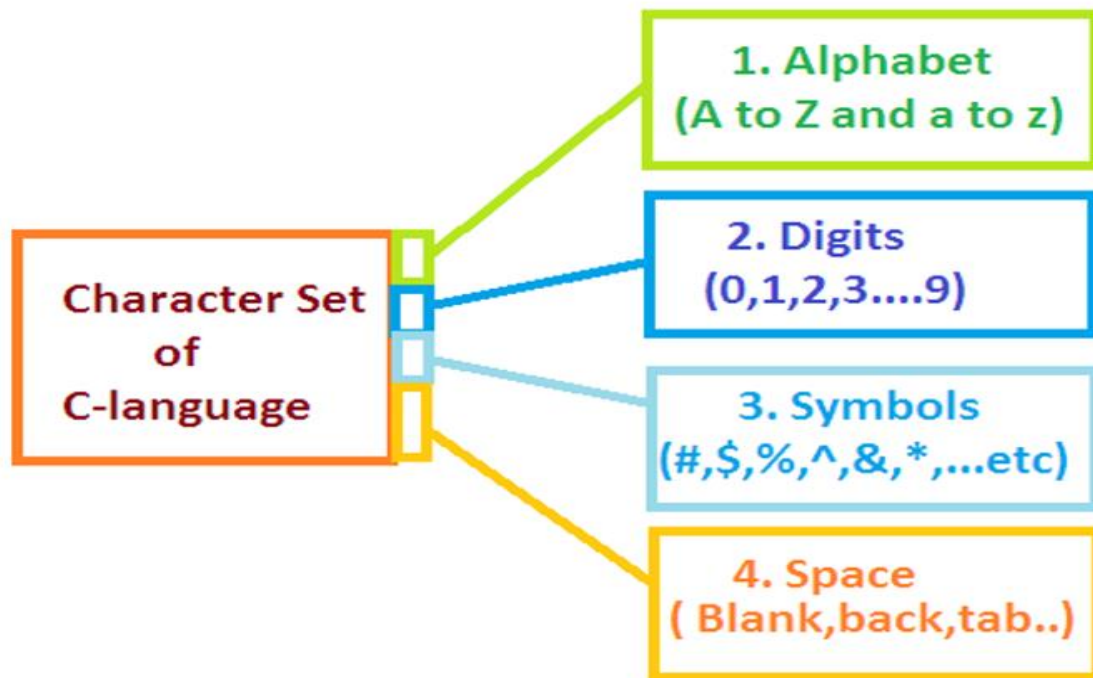 Character Set
of
C-language
1. Alphabet
(A to Z and a to z)
2. Digits
(0,1,2,3....9)
3. Symbols
(#,$,%,^,&,*,...etc)
4. Space
( Blank,back,tab..)